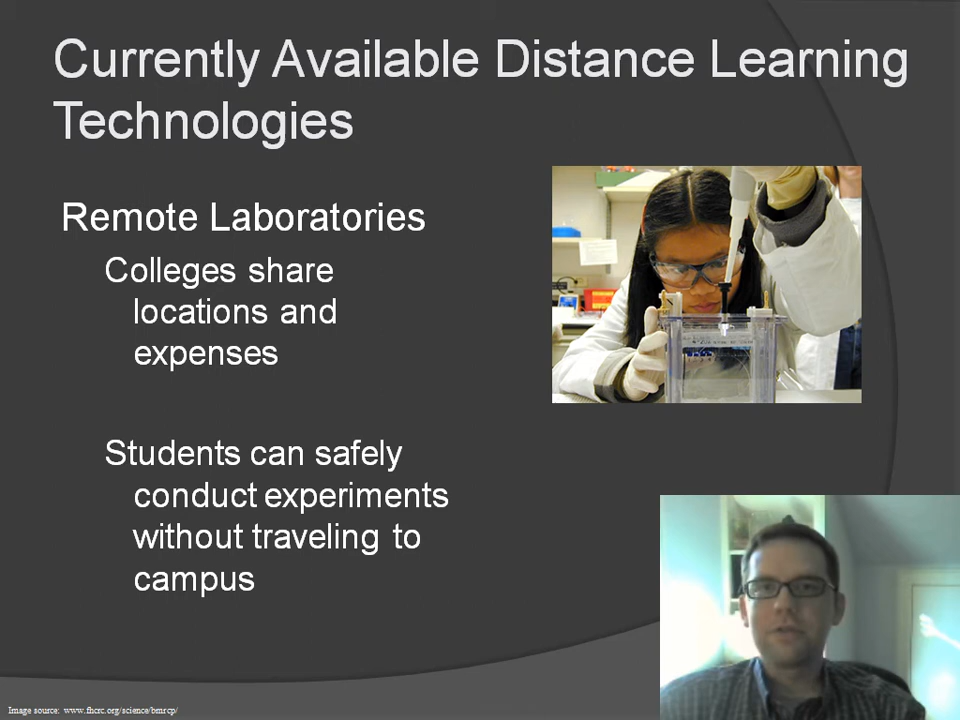 Currently Available Distance Learning
Technologies
Remote Laboratories
Colleges share
locations and
expenses
Students can safely
conduct experiments
without traveling to
campus
Image source: www.fhcrc.org/science/bmrcp/